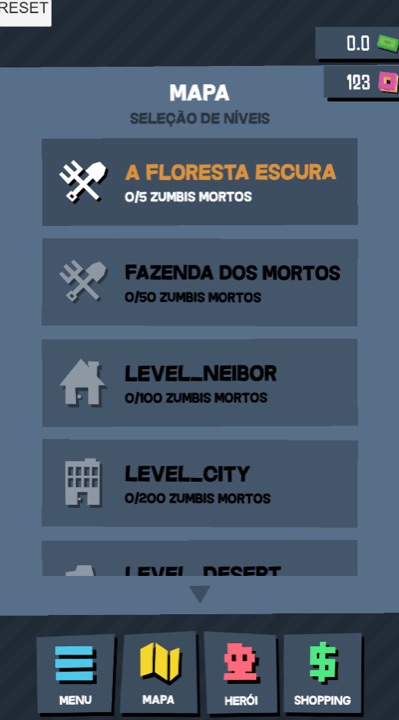 RESET
0.0
123
MAPA
SELEÇÃO DE NÍVEIS
A FLORESTA ESCURA
0/5 ZUMBIS MORTOS
FAZENDA DOS MORTOS
0/50 ZUMBIS MORTOS
LEVEL_NEIBOR
0/100 ZUMBIS MORTOS
LEVEL_CITY
0/200 ZUMBIS MORTOS
LEVEL_DESERT
MENU
MAPA
HERÓI
SHOPPING